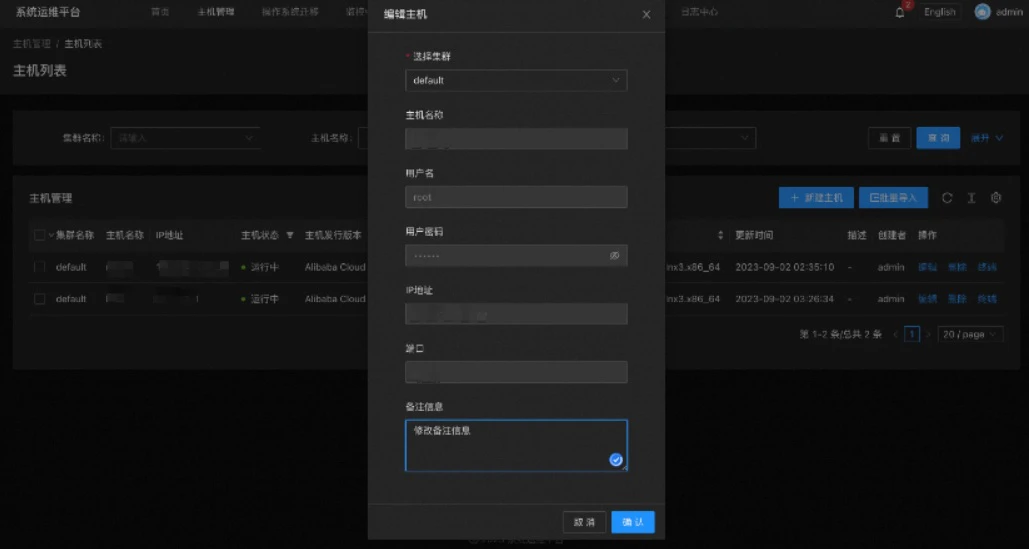 系统运维平台 首页 主机管理 操作系统迁移 日志中心 2 English admin
主机管理 / 主机列表
主机列表
集群名称: 请输入 主机名称: 重置 查询 展开
主机管理 + 新建主机 批量导入
集群名称 主机名称 IP地址 主机状态 主机发行版本 更新时间 描述 创建者 操作
default 运行中 Alibaba Cloud lnx3.x86_64 2023-09-02 02:35:10 - admin 编辑 删除 终端
default 运行中 Alibaba Cloud lnx3.x86_64 2023-09-02 03:26:34 - admin 编辑 删除 终端
第 1-2 条/总共 2 条 < 1 > 20 / page
编辑主机
* 选择集群
default
主机名称
用户名
root
用户密码
······
IP地址
端口
备注信息
修改备注信息
取消 确认